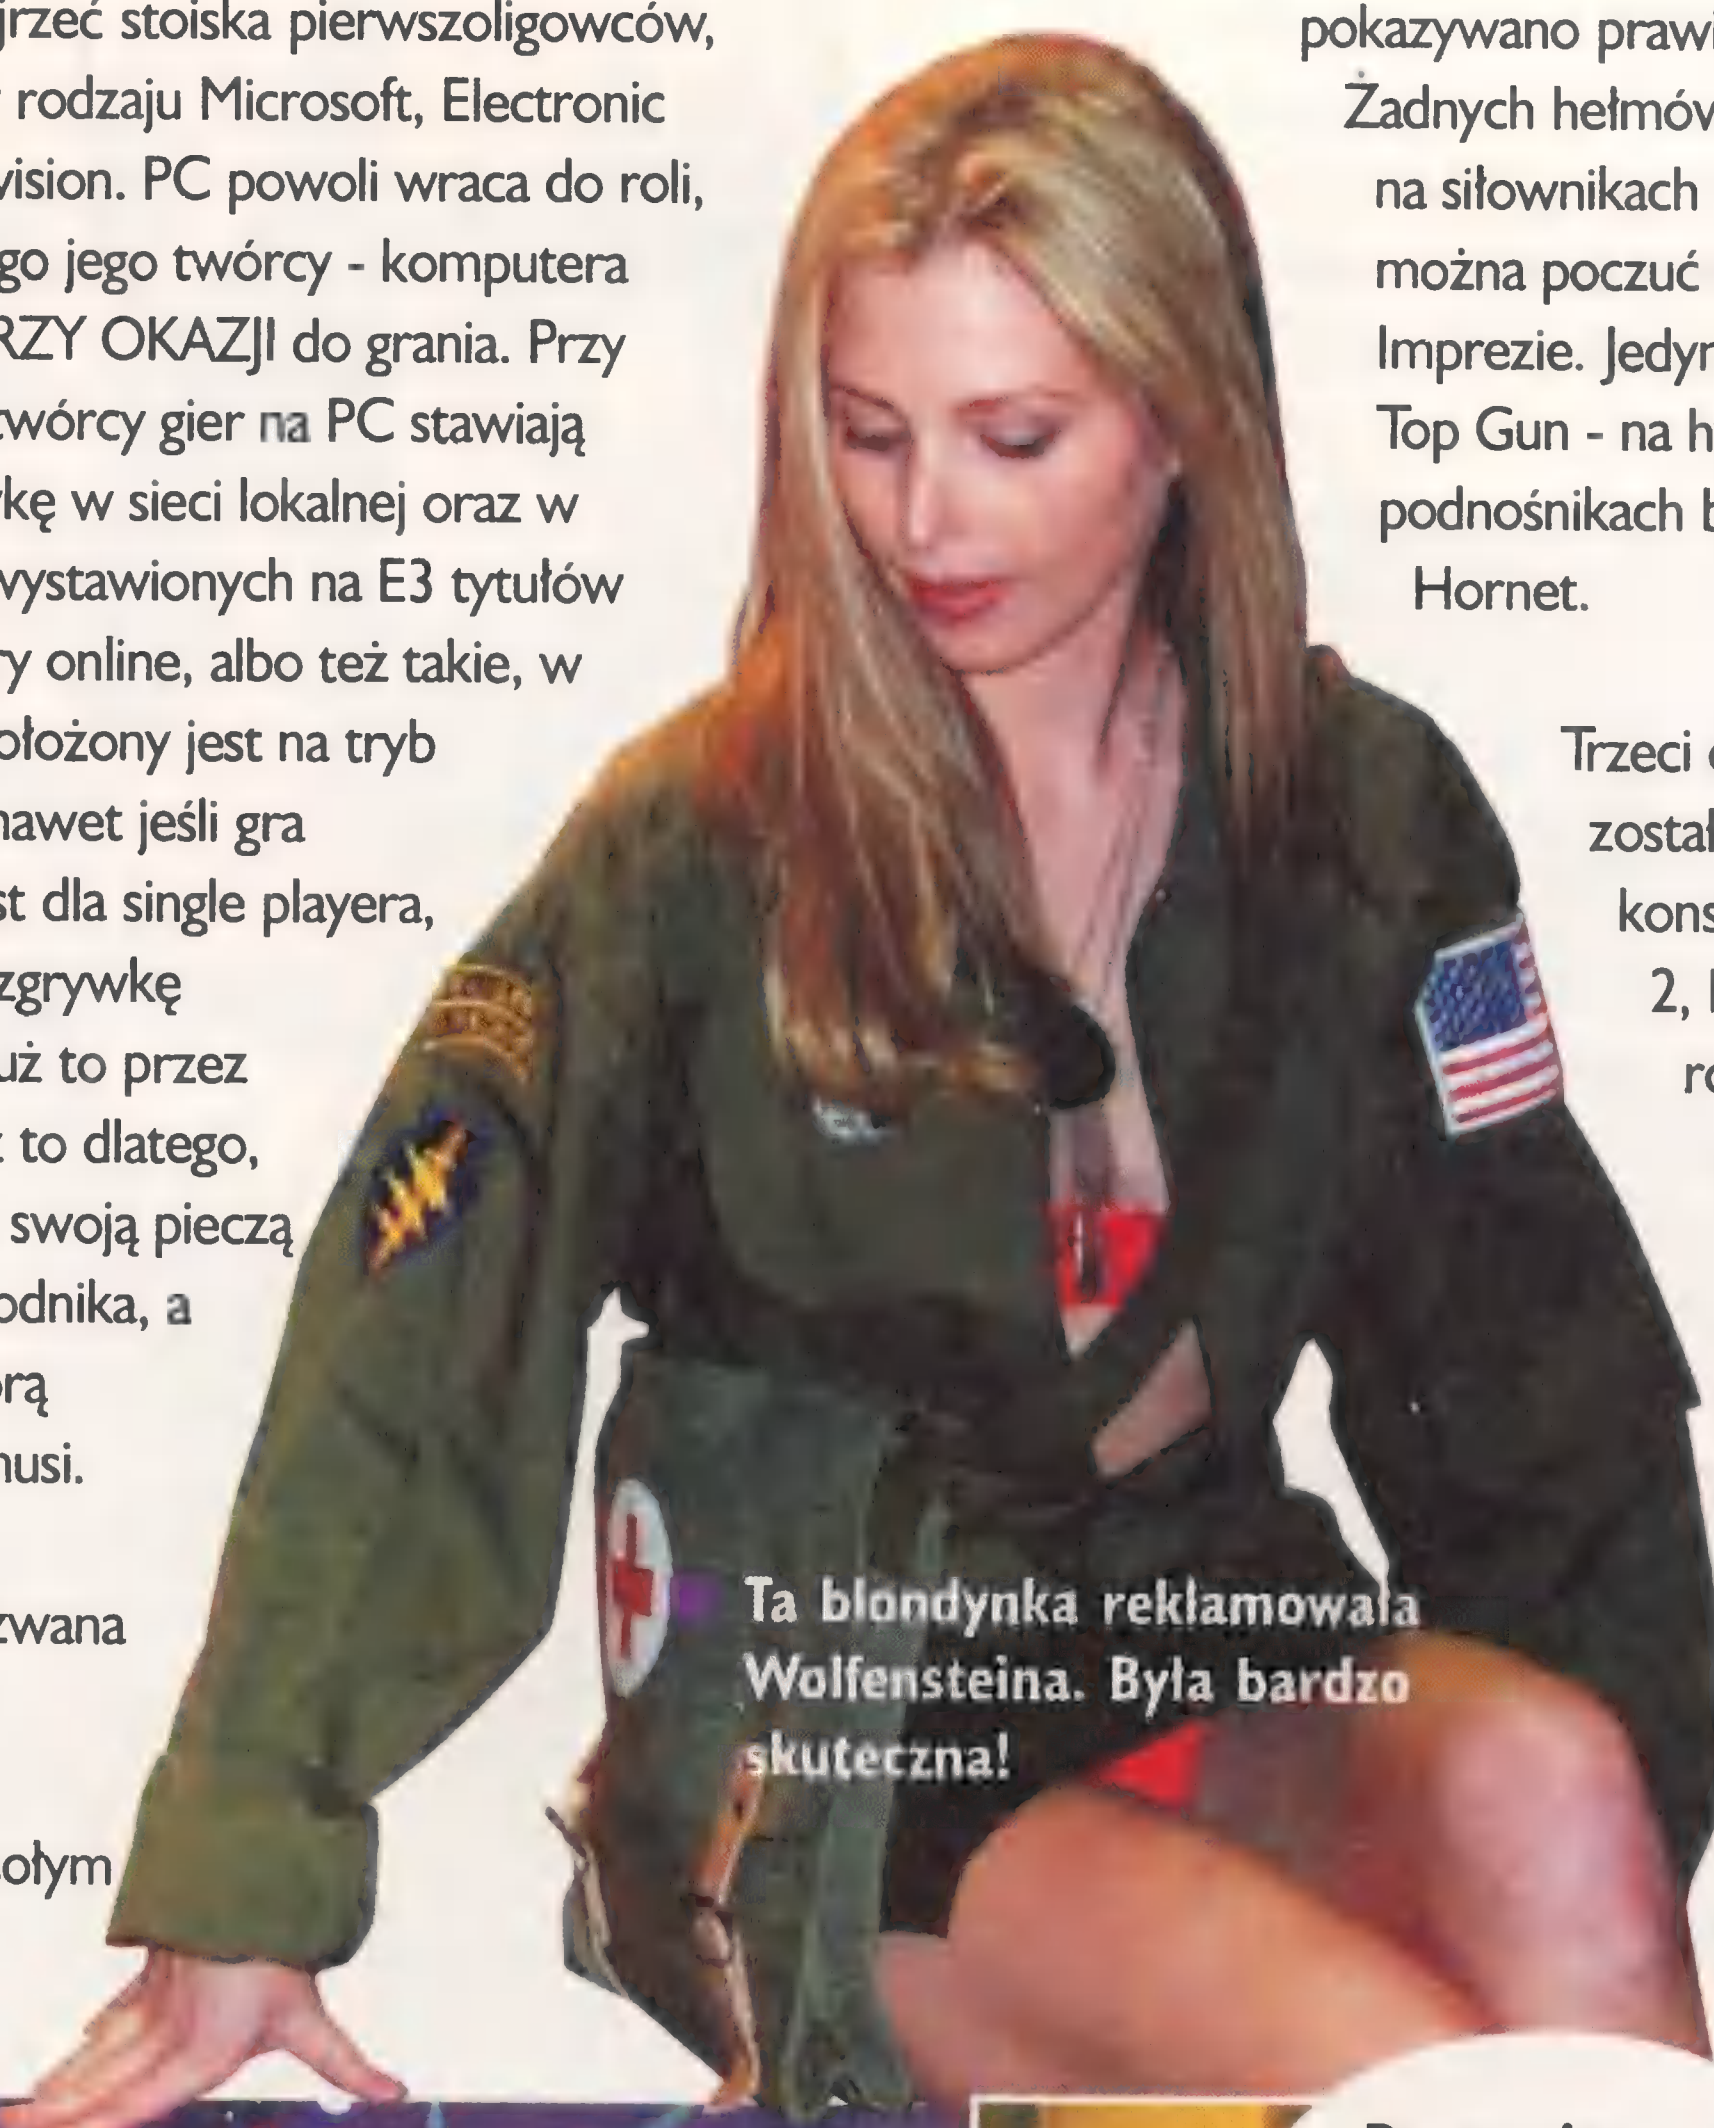 jrzeć stoiska pierwszoligowców,
rodzaju Microsoft, Electronic
vision. PC powoli wraca do roli,
go jego twórcy - komputera
RZY OKAZJI do grania. Przy
twórcy gier na PC stawiają
kę w sieci lokalnej oraz w
wystawionych na E3 tytułów
ry online, albo też takie, w
ołożony jest na tryb
nawet jeśli gra
st dla single playera,
zgrywkę
uż to przez
to dlatego,
swoją pieczą
odnika, a
orą
nusi.
zwana
ołym
pokazywano prawi
Żadnych hełmów
na siłownikach
można poczuć
Imprezie. Jedyn
Top Gun - na h
podnośnikach b
Hornet.
Trzeci
został
kons
2,
ro
Ta blondynka reklamowała
Wolfensteina. Była bardzo
skuteczna!